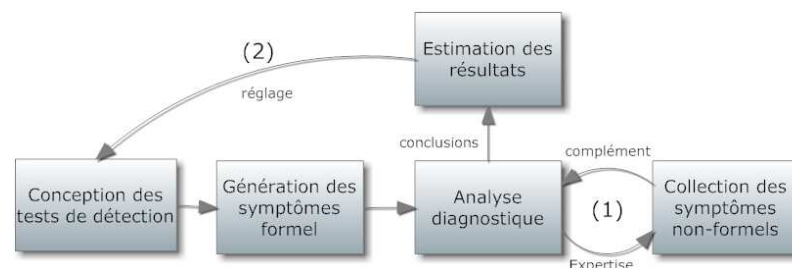 (2)
Estimation des
résultats
réglage
conclusions
complément
Conception des
tests de détection
Génération des
symptômes
formel
Analyse
diagnostique
(1)
Collection des
symptômes
non-formels
Expertise